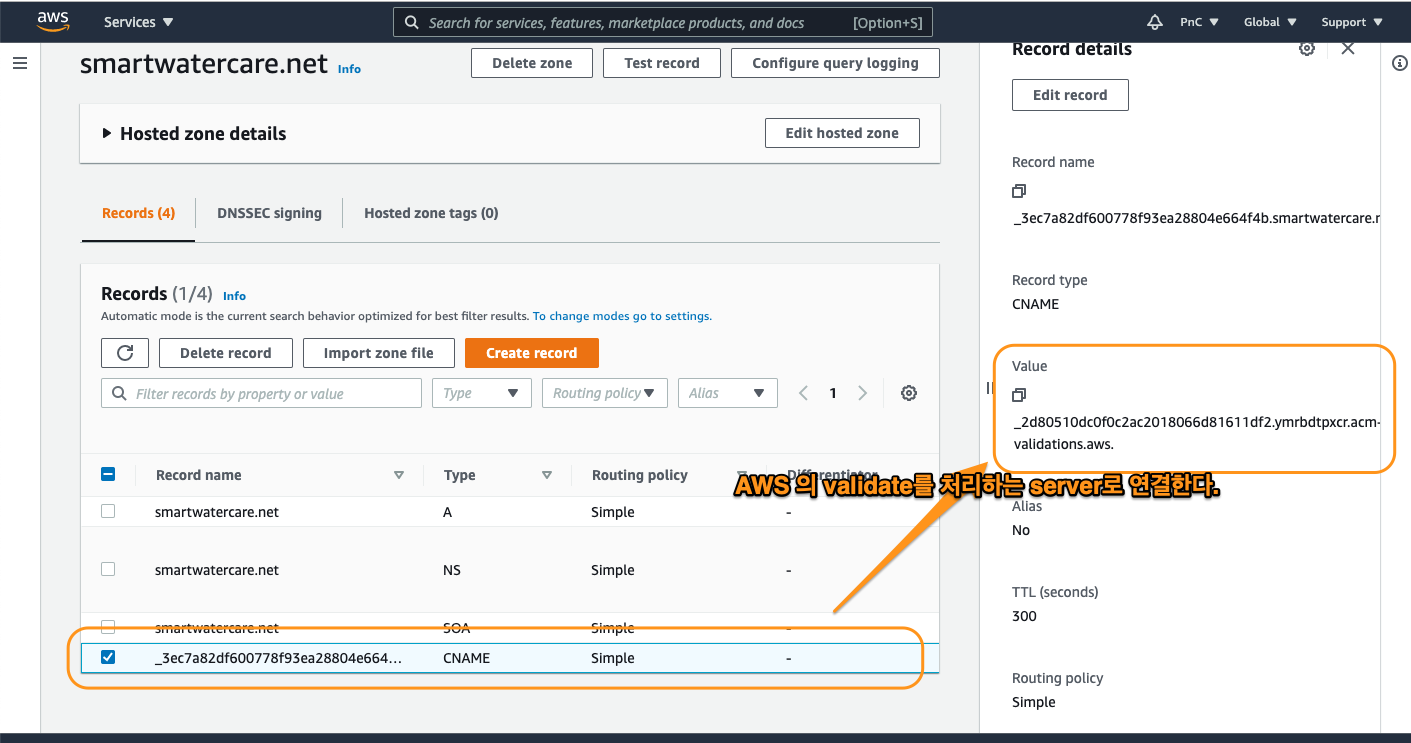 aws
Services
Search for services, features, marketplace products, and docs
[Option+S]
PnC
Global
Support
smartwatercare.net
Info
Delete zone
Test record
Configure query logging
Hosted zone details
Edit hosted zone
Records (4)
DNSSEC signing
Hosted zone tags (0)
Records (1/4)
Info
Automatic mode is the current search behavior optimized for best filter results. To change modes go to settings.
Delete record
Import zone file
Create record
Filter records by property or value
Type
Routing policy
Alias
1
Record name
Type
Routing policy
Differentiator
smartwatercare.net
A
Simple
-
smartwatercare.net
NS
Simple
-
smartwatercare.net
SOA
Simple
-
_3ec7a82df600778f93ea28804e664...
CNAME
Simple
-
AWS 의 validate를 처리하는 server로 연결한다.
Record details
Edit record
Record name
_3ec7a82df600778f93ea28804e664f4b.smartwatercare.r
Record type
CNAME
Value
_2d80510dc0f0c2ac2018066d81611df2.ymrbdtpxcr.acm-
validations.aws.
Alias
No
TTL (seconds)
300
Routing policy
Simple